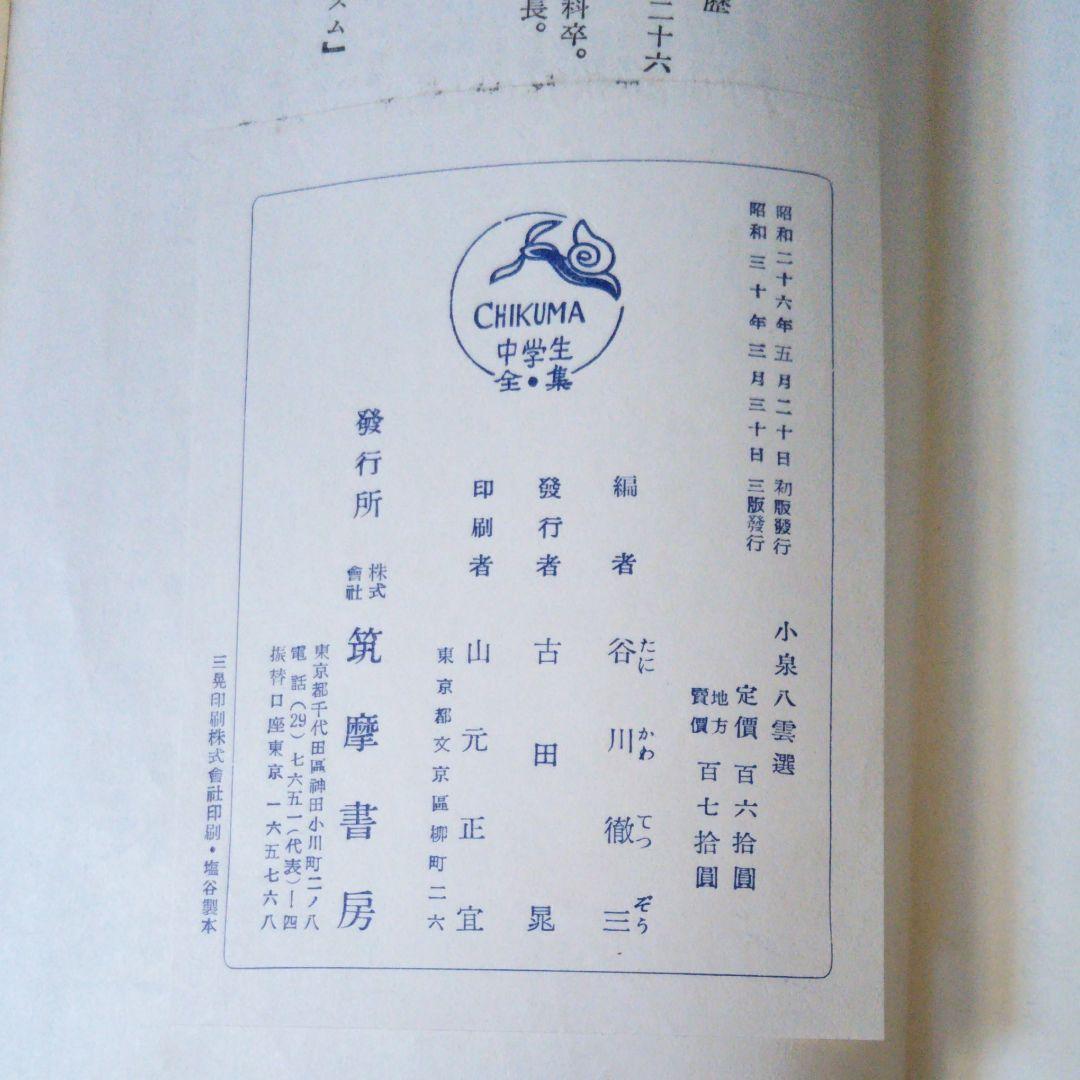 歴
二十六
科卒。
長。
スム』
昭和二十六年五月二十日初版發行
昭和三十年三月三十日三版發行
小泉八雲選
定價 百六拾圓
地方賣價 百七拾圓
編者 谷川徹三
たに かわ てつ ぞう
發行者 古田晁
印刷者 山元正宜
東京都文京區柳町二六
CHIKUMA
中学生
全・集
發行所 株式會社 筑摩書房
東京都千代田區神田小川町二ノ八
電話(29)七六五一(代表)―四
振替口座東京一六五七六八
三晃印刷株式會社印刷・塩谷製本